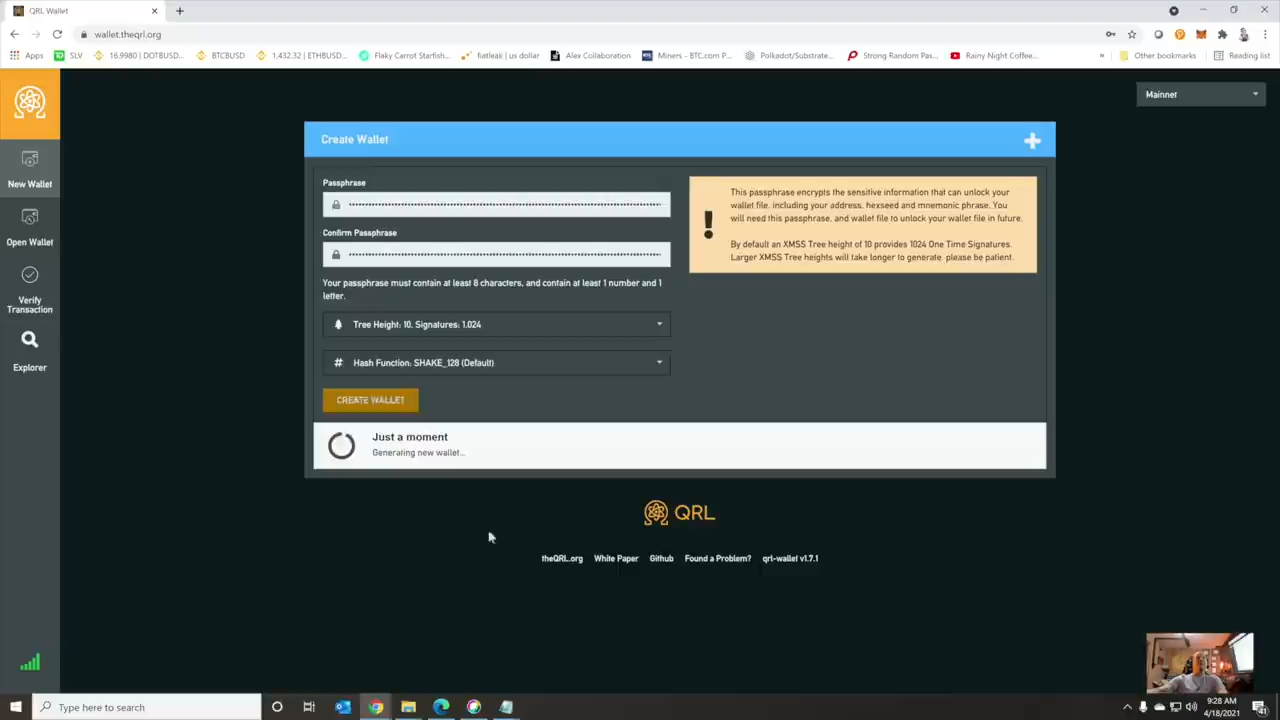 QRL Wallet
wallet.theqrl.org
Apps
SLV
16.9980 | DOTBUSD...
BTCBUSD
1,432.32 | ETHBUSD...
Flaky Carrot Starfish...
fiatleak | us dollar
Alex Collaboration
Miners – BTC.com P...
Polkadot/Substrate...
Strong Random Pas...
Rainy Night Coffee...
»
Other bookmarks
Reading list
Mainnet
New Wallet
Open Wallet
Verify
Transaction
Explorer
Create Wallet
Passphrase
Confirm Passphrase
Your passphrase must contain at least 8 characters, and contain at least 1 number and 1
letter.
Tree Height: 10, Signatures: 1,024
# Hash Function: SHAKE_128 (Default)
CREATE WALLET
! This passphrase encrypts the sensitive information that can unlock your
wallet file, including your address, hexseed and mnemonic phrase. You
will need this passphrase, and wallet file to unlock your wallet file in future.
By default an XMSS Tree height of 10 provides 1024 One Time Signatures.
Larger XMSS Tree heights will take longer to generate, please be patient.
Just a moment
Generating new wallet...
QRL
theQRL.org White Paper Github Found a Problem? qrl-wallet v1.7.1
Type here to search
9:28 AM
4/18/2021